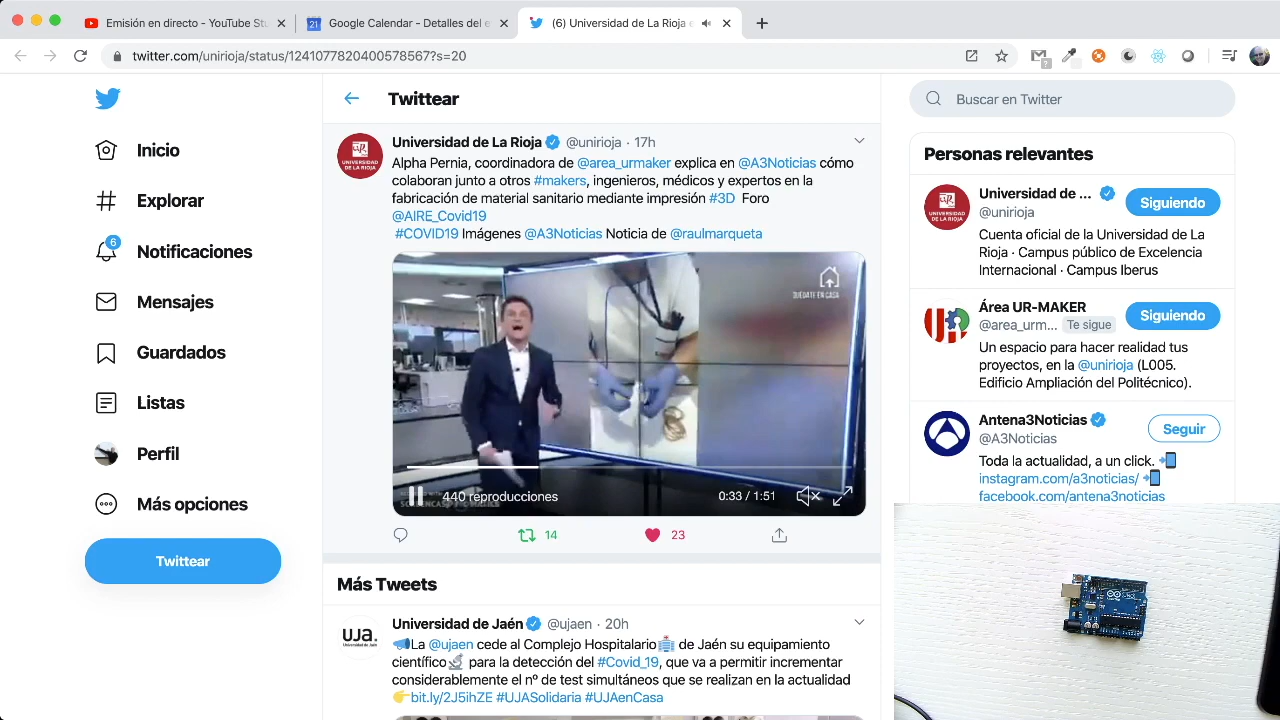 Emisión en directo - YouTube Stu
Google Calendar - Detalles del e
(6) Universidad de La Rioja e
twitter.com/unirioja/status/1241077820400578567?s=20
Inicio
Explorar
6
Notificaciones
Mensajes
Guardados
Listas
Perfil
Más opciones
Twittear
Twittear
Universidad de La Rioja @unirioja · 17h
Alpha Pernia, coordinadora de @area_urmaker explica en @A3Noticias cómo
colaboran junto a otros #makers, ingenieros, médicos y expertos en la
fabricación de material sanitario mediante impresión #3D Foro
@AIRE_Covid19
#COVID19 Imágenes @A3Noticias Noticia de @raulmarqueta
QUÉDATE EN CASA
440 reproducciones
0:33 / 1:51
14
23
Más Tweets
Universidad de Jaén @ujaen · 20h
UJA.
Universidad de Jaén
La @ujaen cede al Complejo Hospitalario de Jaén su equipamiento
científico para la detección del #Covid_19, que va a permitir incrementar
considerablemente el nº de test simultáneos que se realizan en la actualidad
bit.ly/2J5ihZE #UJASolidaria #UJAenCasa
Buscar en Twitter
Personas relevantes
Universidad de ...
@unirioja
Siguiendo
Cuenta oficial de la Universidad de La
Rioja · Campus público de Excelencia
Internacional · Campus Iberus
Área UR-MAKER
@area_urm... Te sigue
Siguiendo
Un espacio para hacer realidad tus
proyectos, en la @unirioja (L005.
Edificio Ampliación del Politécnico).
Antena3Noticias
@A3Noticias
Seguir
Toda la actualidad, a un click.
instagram.com/a3noticias/
facebook.com/antena3noticias